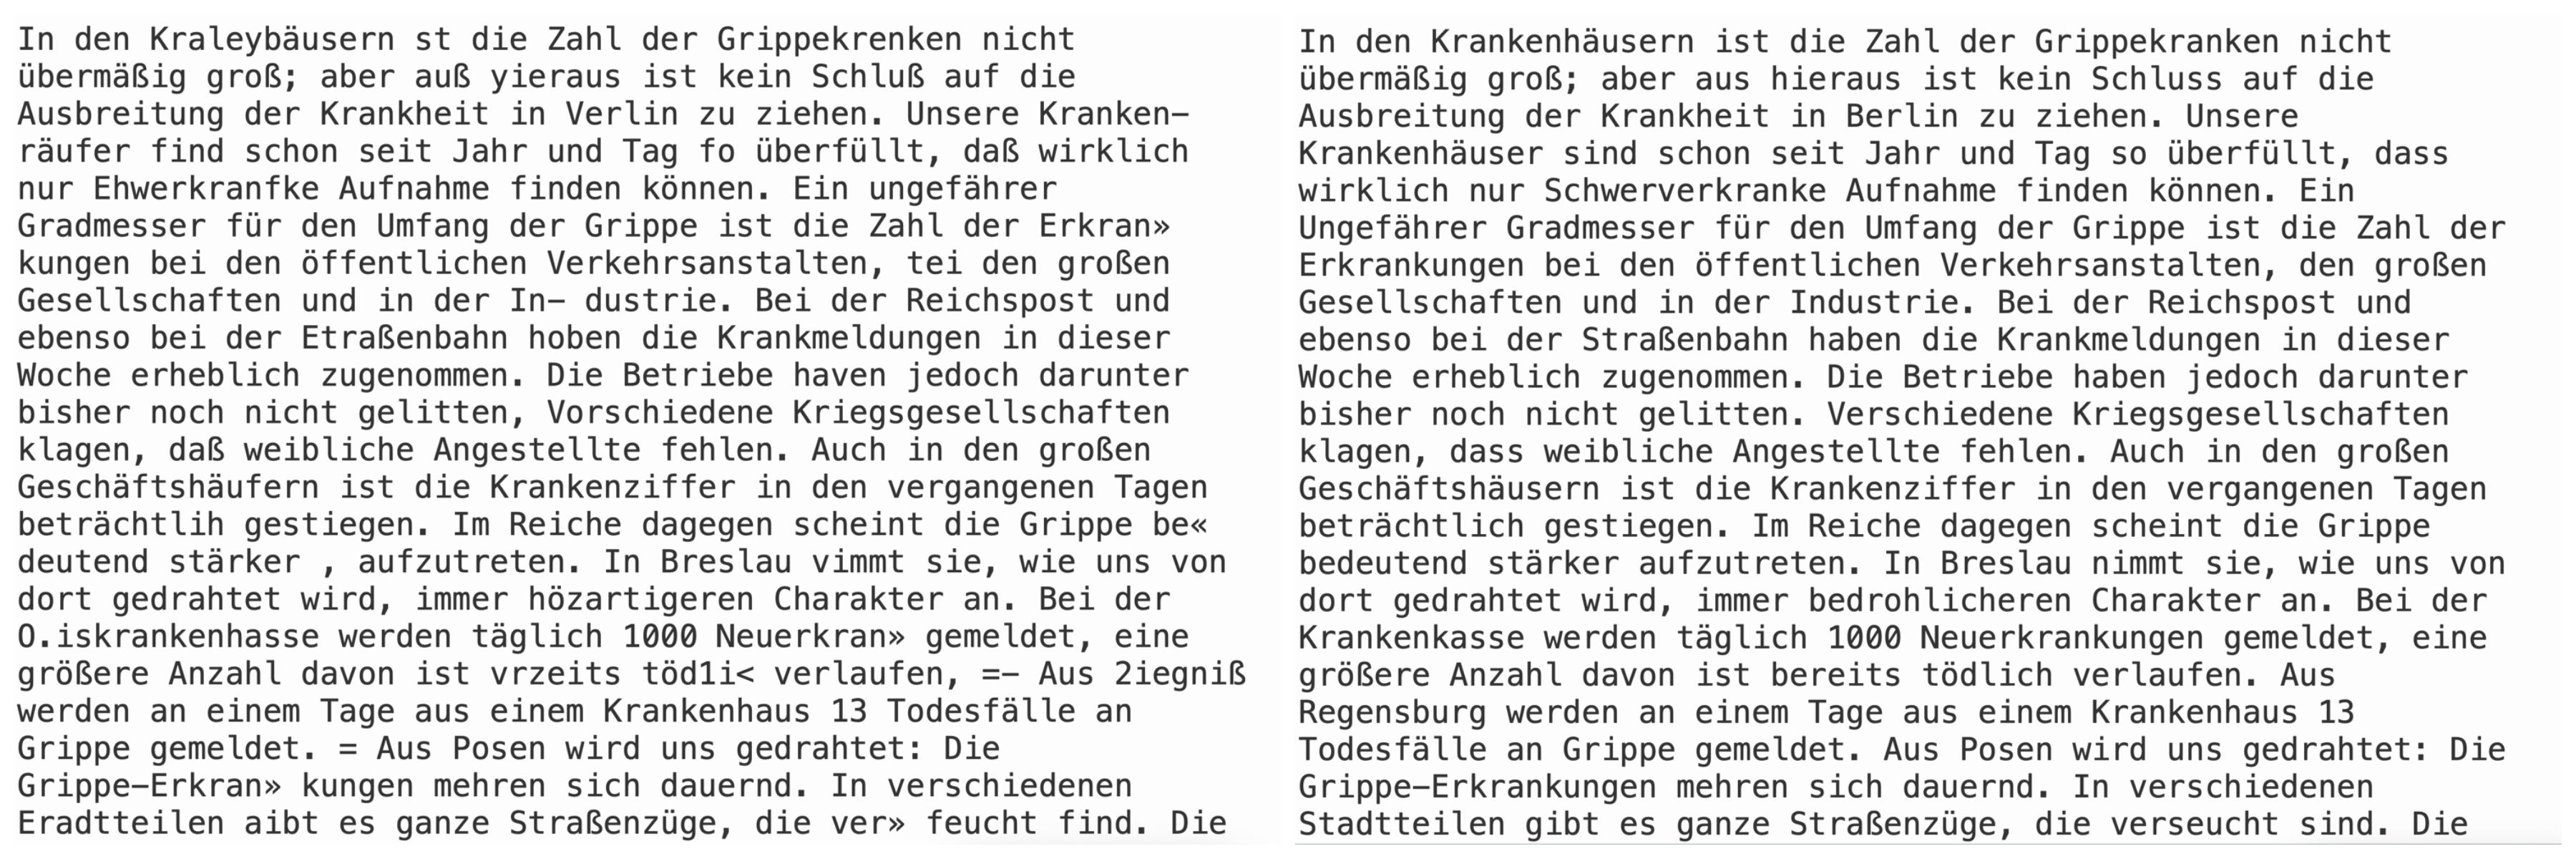 In den Kraleybäusern st die Zahl der Grippekrenken nicht
übermäßig groß; aber auß yieraus ist kein Schluß auf die
Ausbreitung der Krankheit in Verlin zu ziehen. Unsere Kranken–
räufer find schon seit Jahr und Tag fo überfüllt, daß wirklich
nur Ehwerkranfke Aufnahme finden können. Ein ungefährer
Gradmesser für den Umfang der Grippe ist die Zahl der Erkran»
kungen bei den öffentlichen Verkehrsanstalten, tei den großen
Gesellschaften und in der In– dustrie. Bei der Reichspost und
ebenso bei der Etraßenbahn hoben die Krankmeldungen in dieser
Woche erheblich zugenommen. Die Betriebe haven jedoch darunter
bisher noch nicht gelitten, Vorschiedene Kriegsgesellschaften
klagen, daß weibliche Angestellte fehlen. Auch in den großen
Geschäftshäufern ist die Krankenziffer in den vergangenen Tagen
beträchtlih gestiegen. Im Reiche dagegen scheint die Grippe be«
deutend stärker , aufzutreten. In Breslau vimmt sie, wie uns von
dort gedrahtet wird, immer hözartigeren Charakter an. Bei der
O.iskrankenhasse werden täglich 1000 Neuerkran» gemeldet, eine
größere Anzahl davon ist vrzeits töd1i< verlaufen, =– Aus 2iegniß
werden an einem Tage aus einem Krankenhaus 13 Todesfälle an
Grippe gemeldet. = Aus Posen wird uns gedrahtet: Die
Grippe–Erkran» kungen mehren sich dauernd. In verschiedenen
Eradtteilen aibt es ganze Straßenzüge, die ver» feucht find. Die
In den Krankenhäusern ist die Zahl der Grippekranken nicht
übermäßig groß; aber aus hieraus ist kein Schluss auf die
Ausbreitung der Krankheit in Berlin zu ziehen. Unsere
Krankenhäuser sind schon seit Jahr und Tag so überfüllt, dass
wirklich nur Schwerverkranke Aufnahme finden können. Ein
Ungefährer Gradmesser für den Umfang der Grippe ist die Zahl der
Erkrankungen bei den öffentlichen Verkehrsanstalten, den großen
Gesellschaften und in der Industrie. Bei der Reichspost und
ebenso bei der Straßenbahn haben die Krankmeldungen in dieser
Woche erheblich zugenommen. Die Betriebe haben jedoch darunter
bisher noch nicht gelitten. Verschiedene Kriegsgesellschaften
klagen, dass weibliche Angestellte fehlen. Auch in den großen
Geschäftshäusern ist die Krankenziffer in den vergangenen Tagen
beträchtlich gestiegen. Im Reiche dagegen scheint die Grippe
bedeutend stärker aufzutreten. In Breslau nimmt sie, wie uns von
dort gedrahtet wird, immer bedrohlicheren Charakter an. Bei der
Krankenkasse werden täglich 1000 Neuerkrankungen gemeldet, eine
größere Anzahl davon ist bereits tödlich verlaufen. Aus
Regensburg werden an einem Tage aus einem Krankenhaus 13
Todesfälle an Grippe gemeldet. Aus Posen wird uns gedrahtet: Die
Grippe–Erkrankungen mehren sich dauernd. In verschiedenen
Stadtteilen gibt es ganze Straßenzüge, die verseucht sind. Die